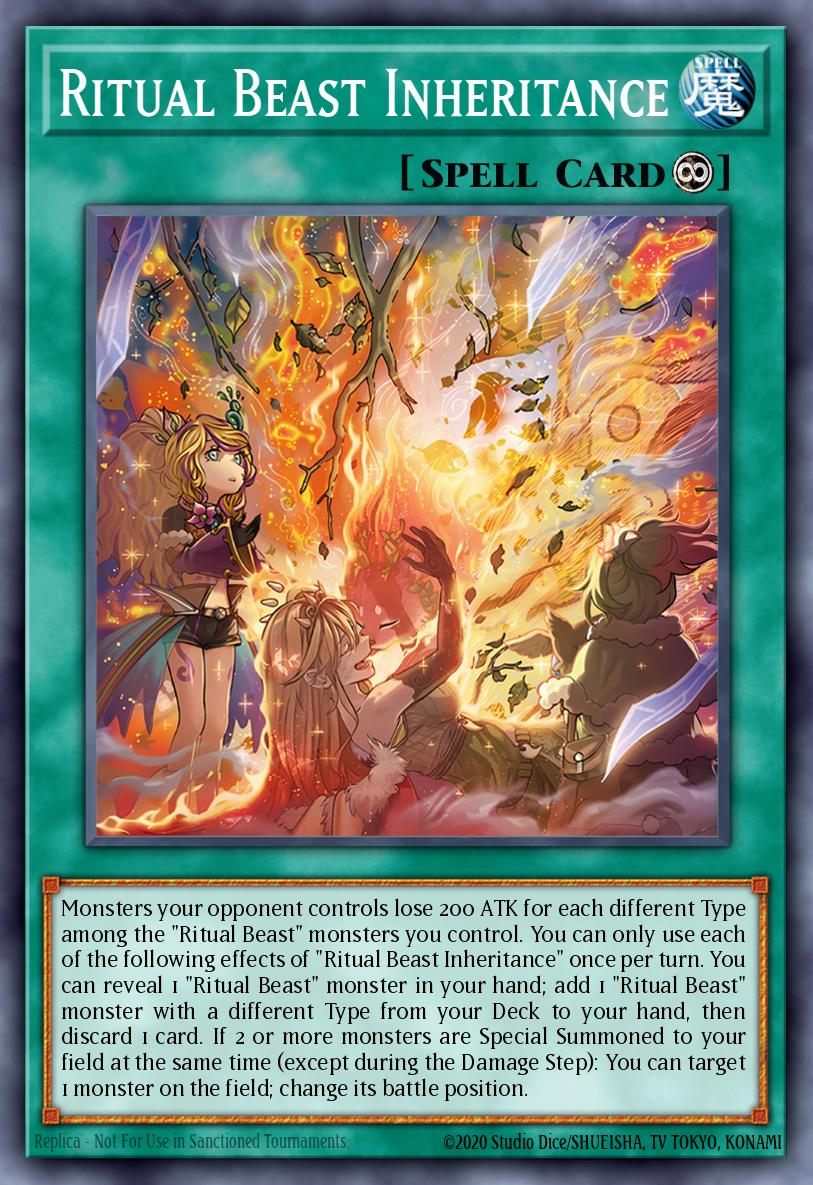 Ritual Beast Inheritance
SPELL
魔
[Spell Card]
Monsters your opponent controls lose 200 ATK for each different Type
among the "Ritual Beast" monsters you control. You can only use each
of the following effects of "Ritual Beast Inheritance" once per turn. You
can reveal 1 "Ritual Beast" monster in your hand; add 1 "Ritual Beast"
monster with a different Type from your Deck to your hand, then
discard 1 card. If 2 or more monsters are Special Summoned to your
field at the same time (except during the Damage Step): You can target
1 monster on the field; change its battle position.
Replica - Not For Use in Sanctioned Tournaments.
©2020 Studio Dice/SHUEISHA, TV TOKYO, KONAMI